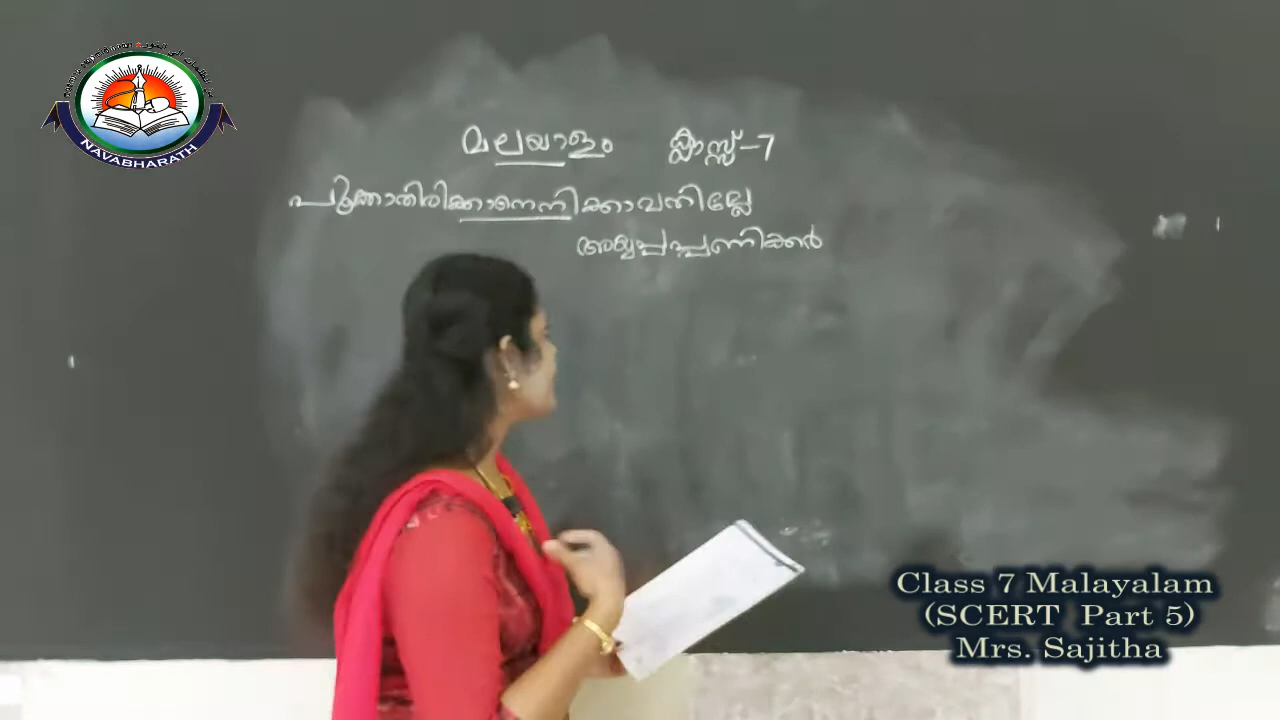 NAVABHARATH
മലയാളം ക്ലാസ്സ്-7
പൂക്കാതിരിക്കാനെനിക്കാവതില്ലേ
അയ്യപ്പപ്പണിക്കർ
Class 7 Malayalam
(SCERT Part 5)
Mrs. Sajitha